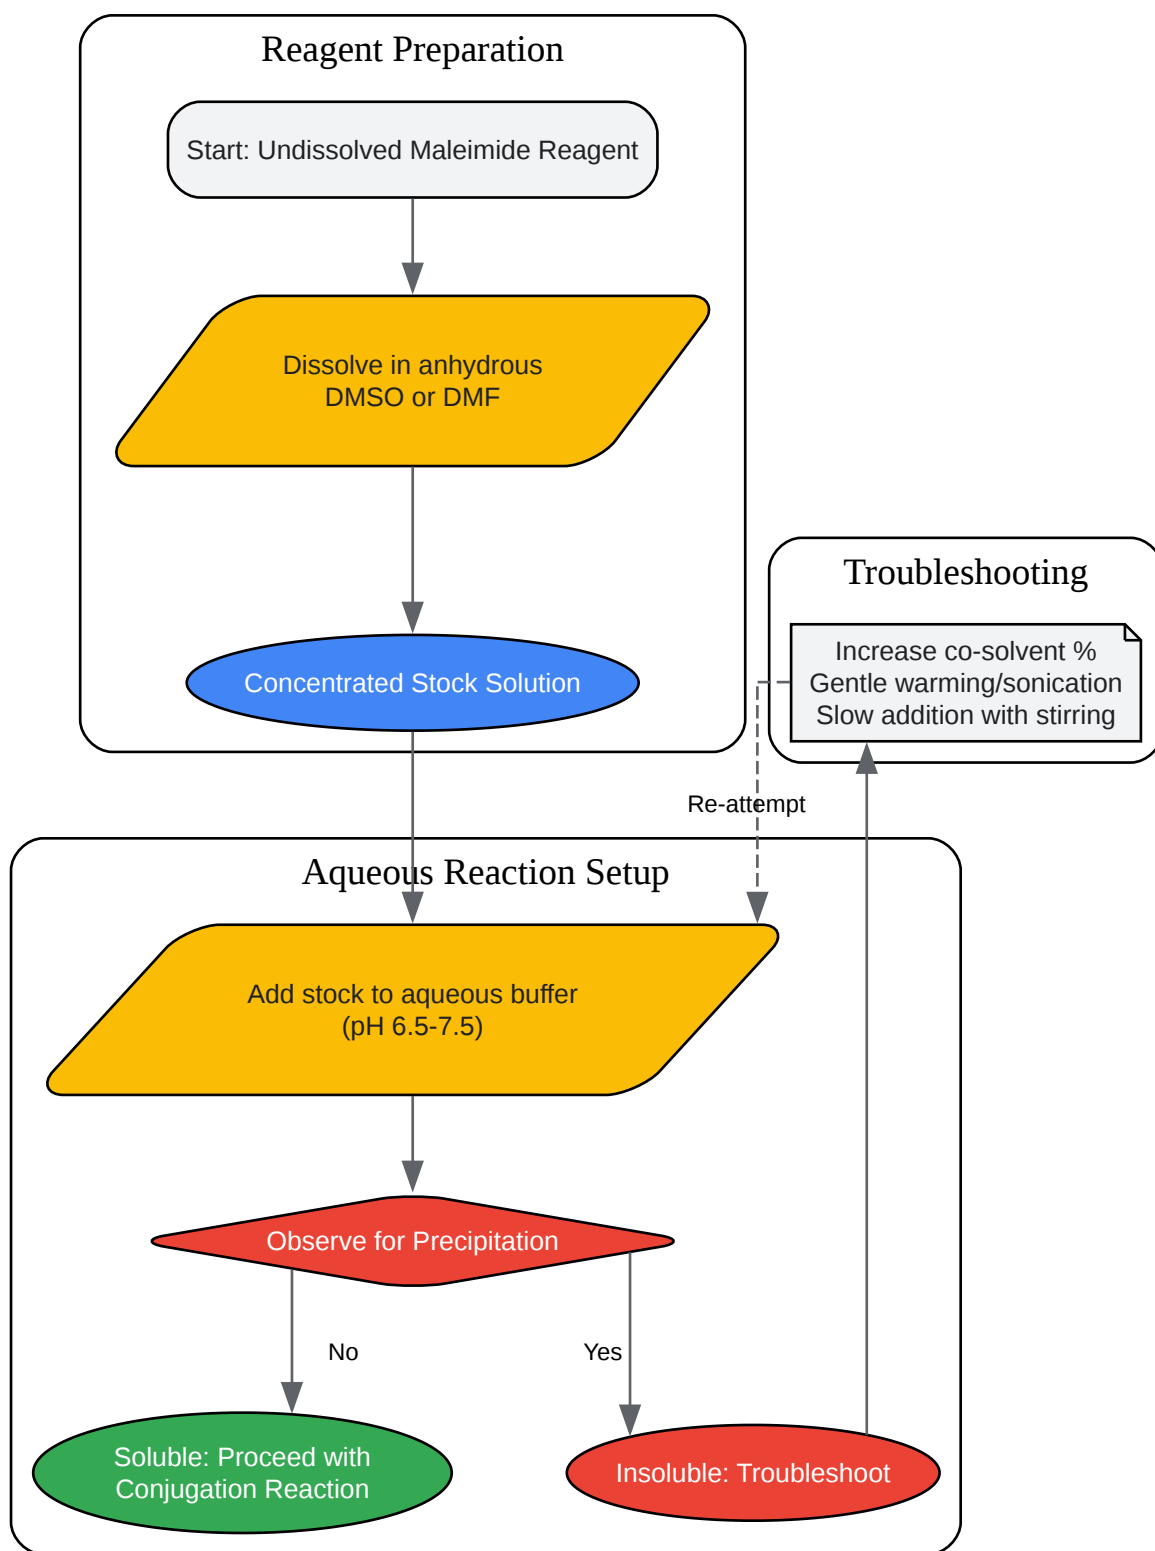 Reagent Preparation
Start: Undissolved Maleimide Reagent
Dissolve in anhydrous
DMSO or DMF
Concentrated Stock Solution
Troubleshooting
Increase co-solvent %
Gentle warming/sonication
Slow addition with stirring
Re-attempt
Aqueous Reaction Setup
Add stock to aqueous buffer
(pH 6.5-7.5)
Observe for Precipitation
No
Yes
Soluble: Proceed with
Conjugation Reaction
Insoluble: Troubleshoot